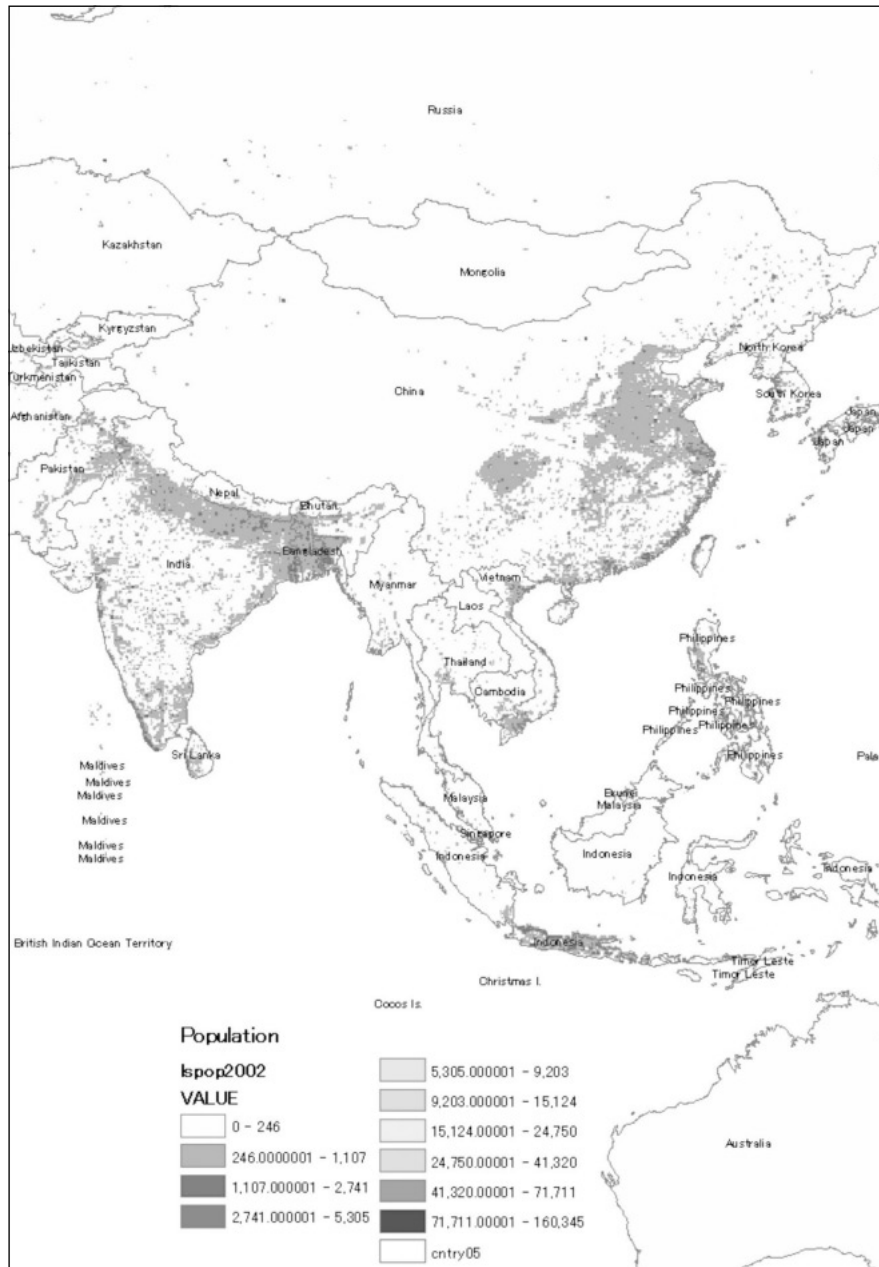 Russia
Kazakhstan
Mongolia
Kyrgyzstan
Uzbekistan
Tajikistan
Turkmenistan
North Korea
China
South Korea
Afghanistan
Japan
Japan
Japan
Pakistan
Nepal
Bhutan
Bangladesh
India
Myanmar
Vietnam
Laos
Philippines
Thailand
Cambodia
Philippines
Philippines
Philippines
Philippines
Philippines
Philippines
Sri Lanka
Pala
Maldives
Maldives
Maldives
Maldives
Maldives
Maldives
Malaysia
Brunei
Malaysia
Singapore
Indonesia
Indonesia
Indonesia
Indonesia
Indonesia
British Indian Ocean Territory
Timor Leste
Timor Leste
Christmas I.
Cocos Is.
Population
lspop2002
VALUE
0 - 246
246.0000001 - 1,107
1,107.000001 - 2,741
2,741.000001 - 5,305
5,305.000001 - 9,203
9,203.000001 - 15,124
15,124.00001 - 24,750
24,750.00001 - 41,320
41,320.00001 - 71,711
71,711.00001 - 160,345
cntry05
Australia